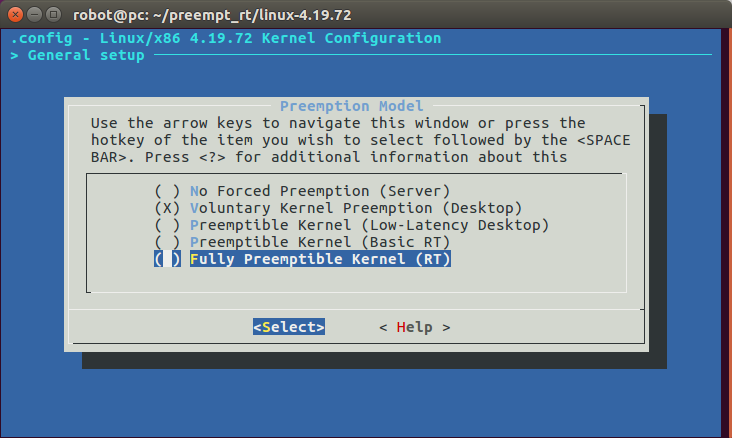 robot@pc: ~/preempt_rt/linux-4.19.72
.config - Linux/x86 4.19.72 Kernel Configuration
> General setup
Preemption Model
Use the arrow keys to navigate this window or press the
hotkey of the item you wish to select followed by the <SPACE
BAR>. Press <?> for additional information about this
( ) No Forced Preemption (Server)
(X) Voluntary Kernel Preemption (Desktop)
( ) Preemptible Kernel (Low-Latency Desktop)
( ) Preemptible Kernel (Basic RT)
( ) Fully Preemptible Kernel (RT)
<Select> < Help >